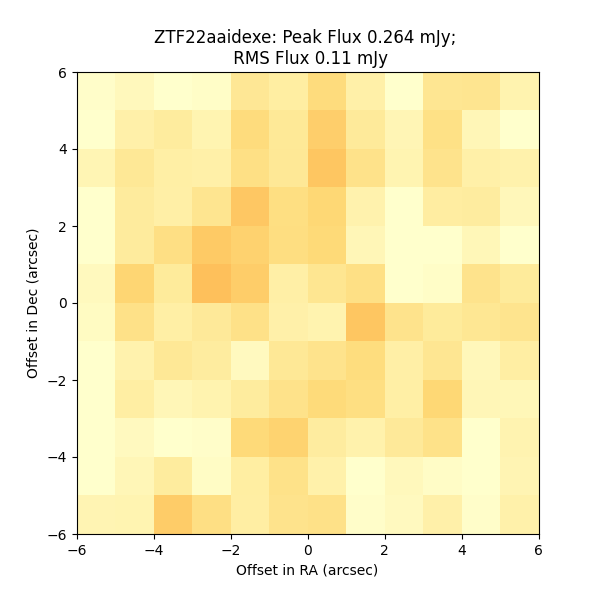 ZTF22aaidexe: Peak Flux 0.264 mJy;
RMS Flux 0.11 mJy
6
4
2
0
−2
−4
−6
Offset in Dec (arcsec)
−6 −4 −2 0 2 4 6
Offset in RA (arcsec)